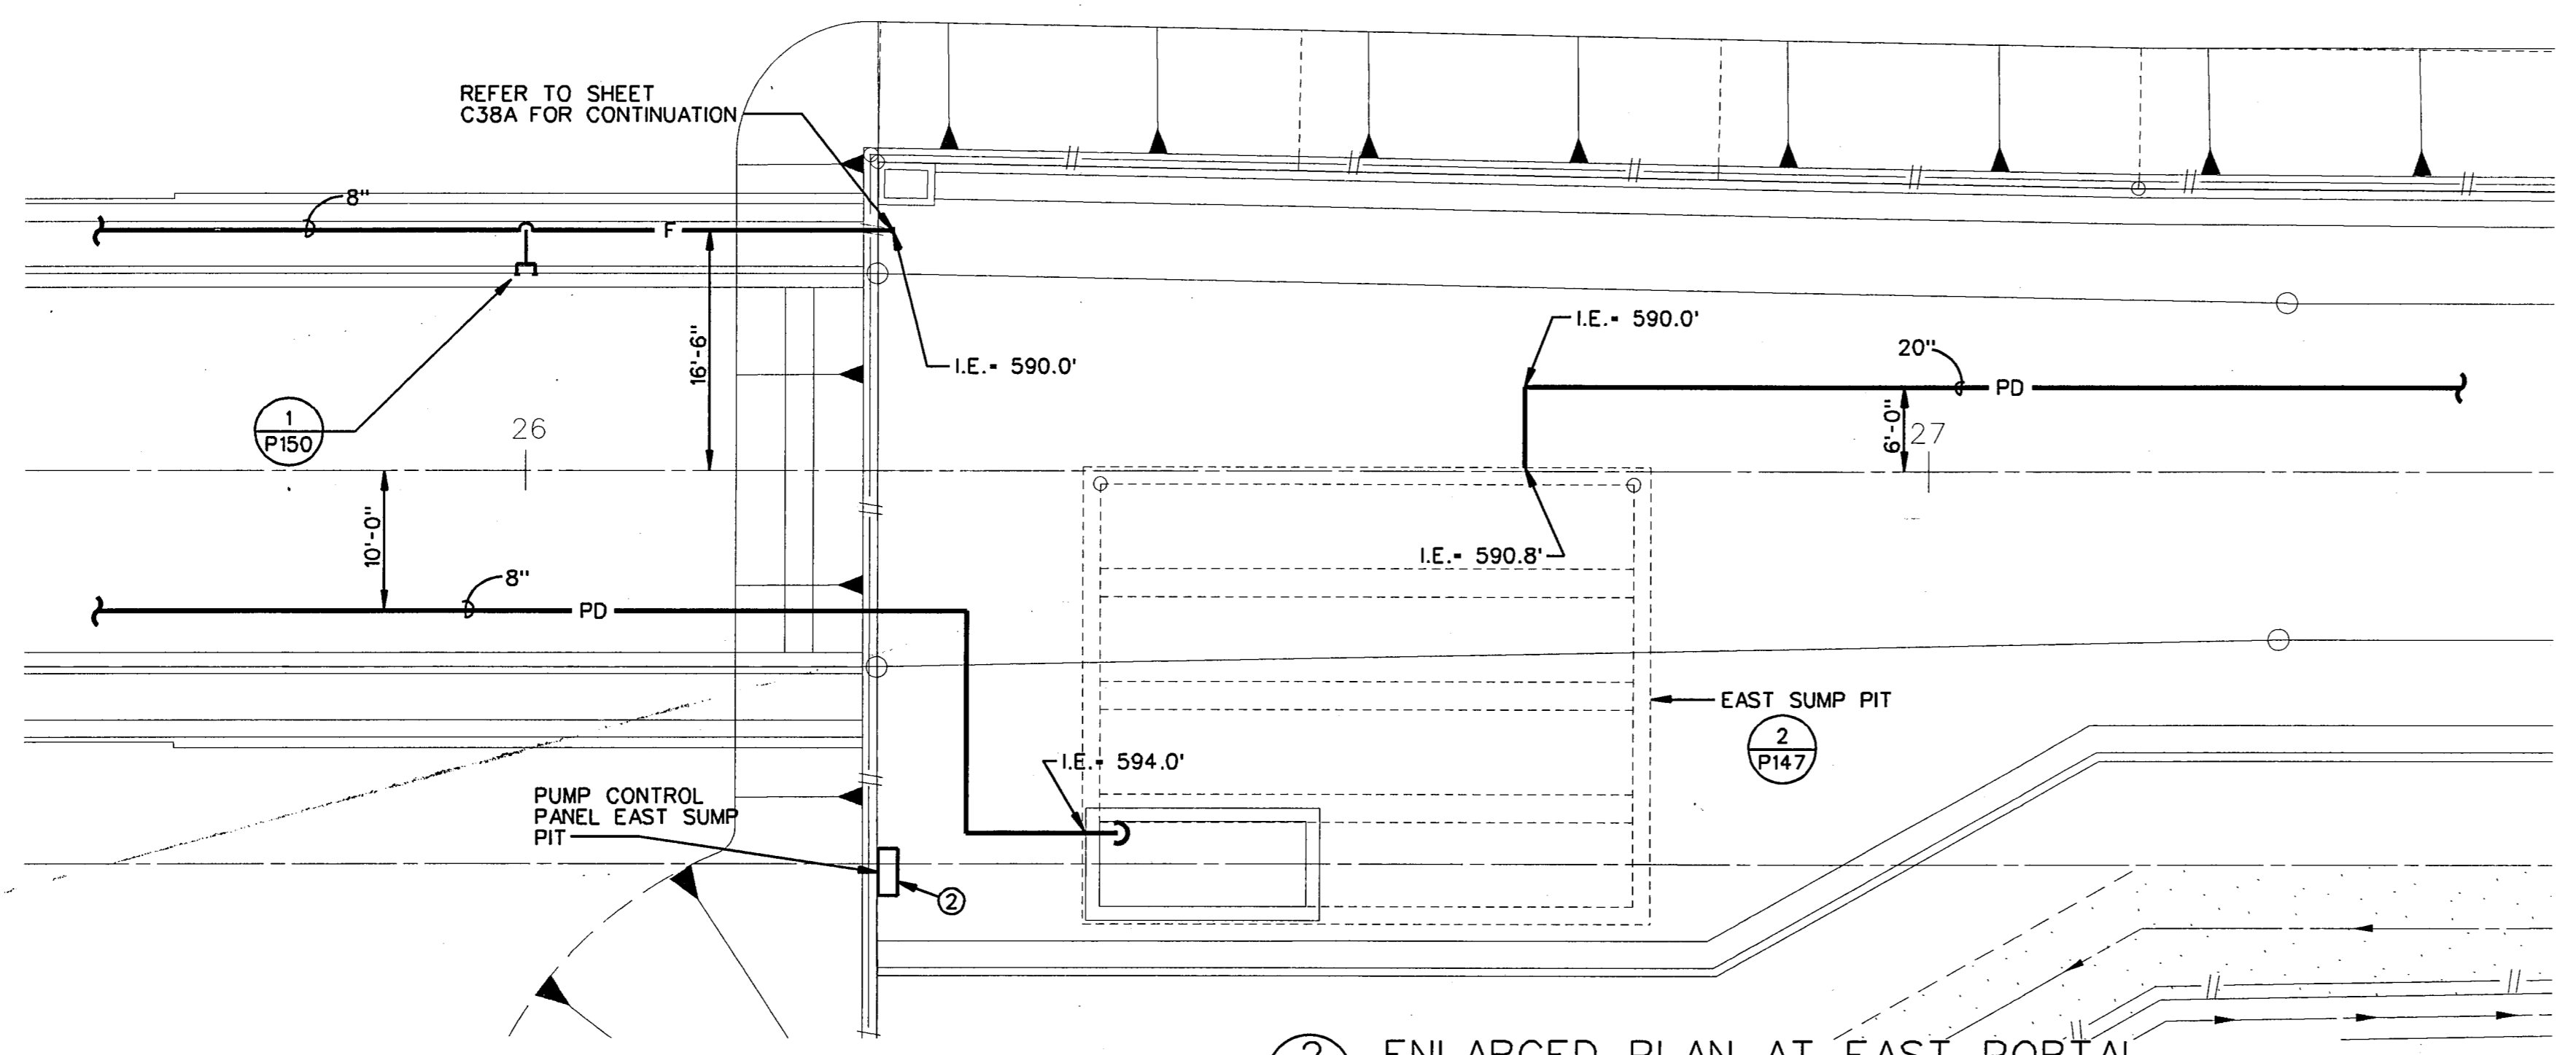 REFER TO SHEET
C38A FOR CONTINUATION
8"
F
16'-6"
I.E.= 590.0'
I.E.= 590.0'
20"
PD
6'-0"
27
1
P150
26
10'-0"
8"
PD
I.E.= 590.8'
EAST SUMP PIT
2
P147
I.E.= 594.0'
PUMP CONTROL
PANEL EAST SUMP
PIT
2
2
ENLARGED PLAN AT EAST PORTAL